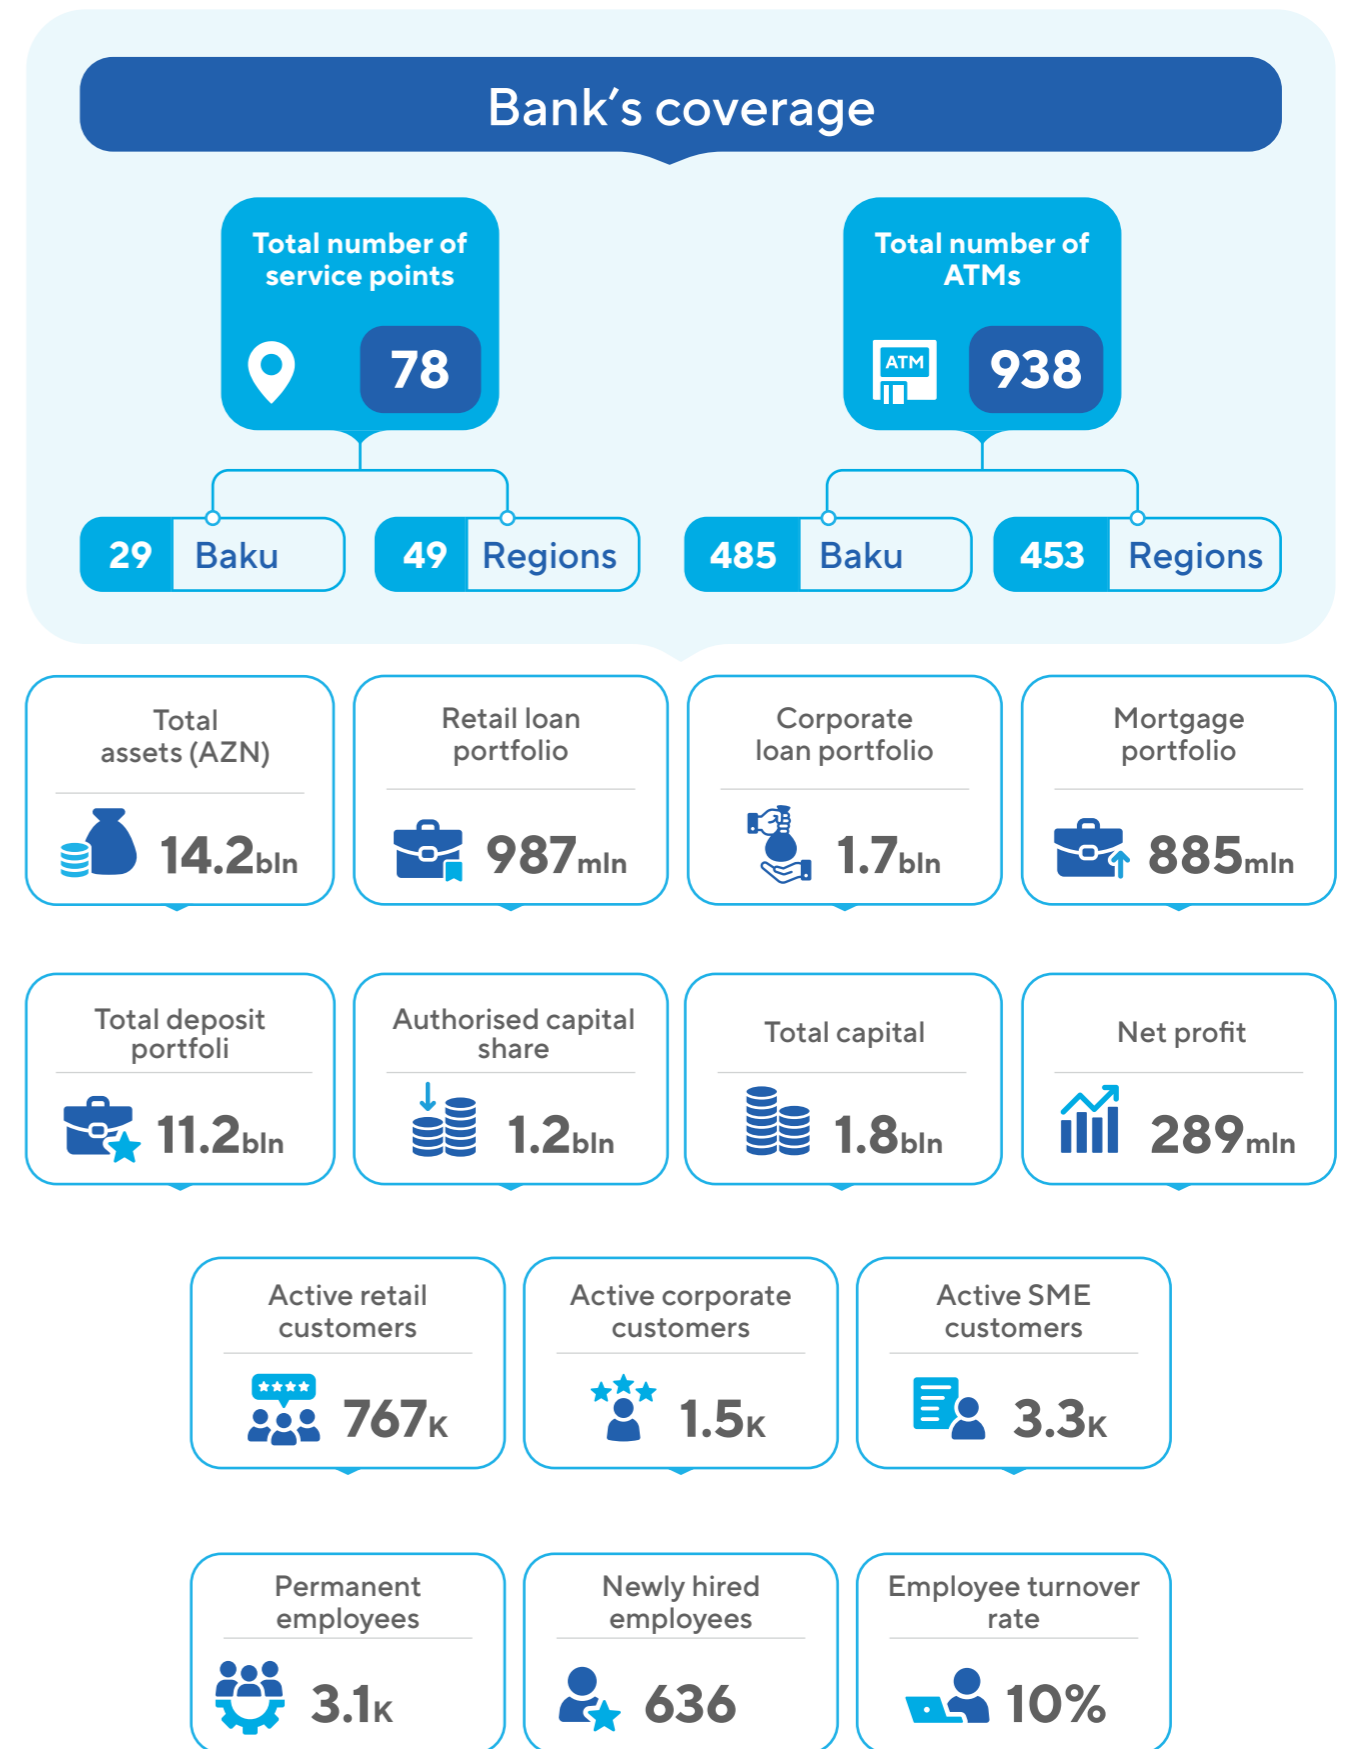 Bank's coverage
Total number of
service points
78
Total number of
ATMs
ATM
938
29 Baku
49 Regions
485 Baku
453 Regions
Total
assets (AZN)
14.2bln
Retail loan
portfolio
987mln
Corporate
loan portfolio
1.7bln
Mortgage
portfolio
885mln
Total deposit
portfoli
11.2bln
Authorised capital
share
1.2bln
Total capital
1.8bln
Net profit
289mln
Active retail
customers
767K
Active corporate
customers
1.5K
Active SME
customers
3.3K
Permanent
employees
3.1K
Newly hired
employees
636
Employee turnover
rate
10%